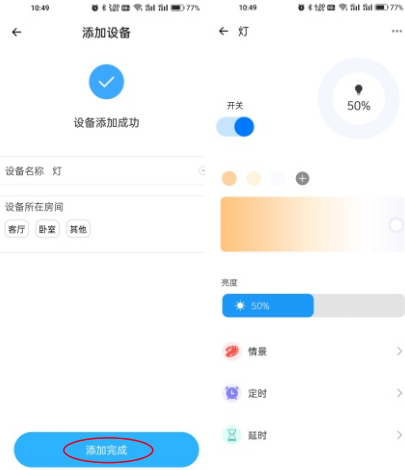 10:49
77%
添加设备
设备添加成功
设备名称 灯
设备所在房间
客厅 卧室 其他
添加完成
10:49
77%
灯
50%
开关
亮度
50%
情景
定时
延时